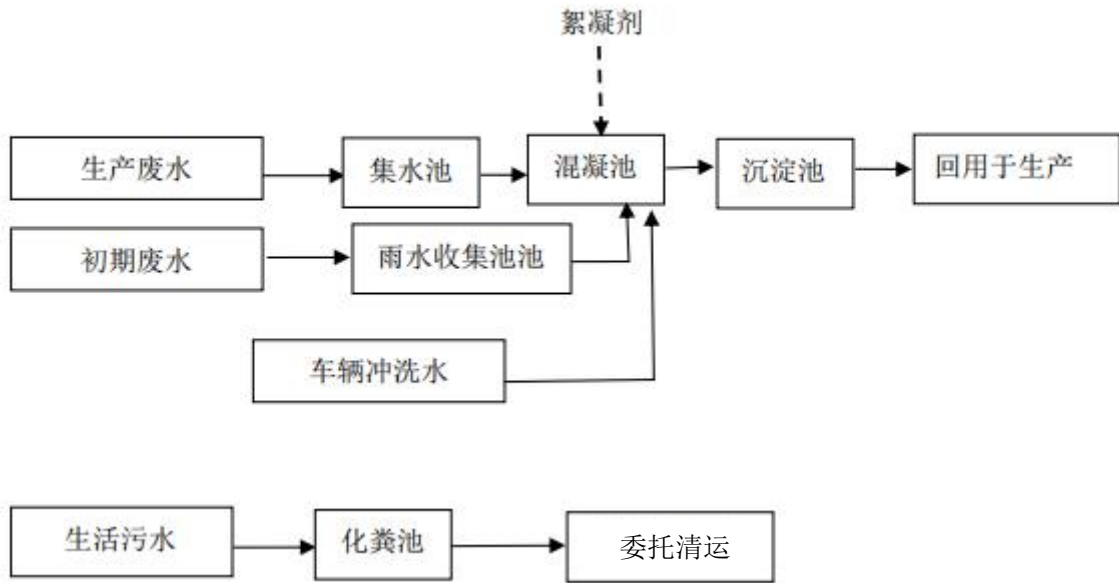 絮凝剂
生产废水
集水池
混凝池
沉淀池
回用于生产
初期废水
雨水收集池池
车辆冲洗水
生活污水
化粪池
委托清运